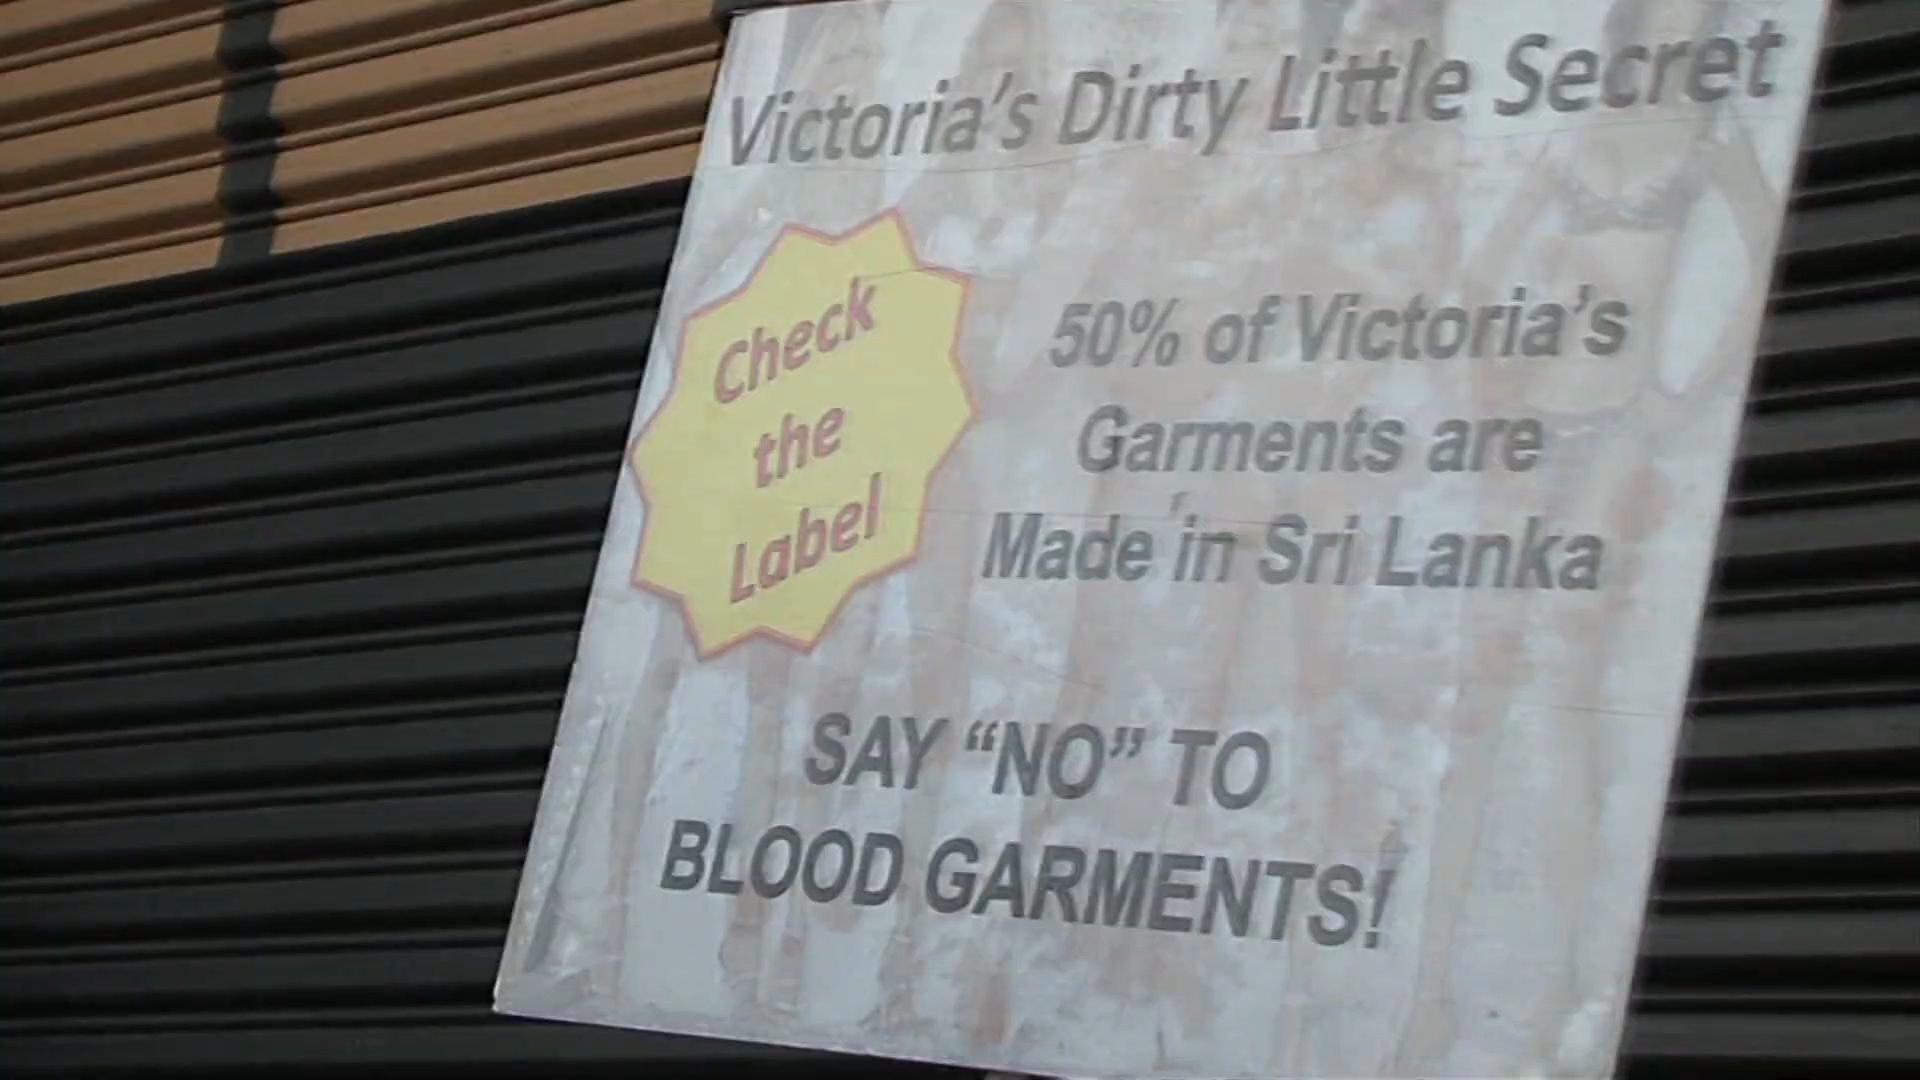 Victoria's Dirty Little Secret
Check
the
Label
50% of Victoria's
Garments are
Made in Sri Lanka
SAY “NO” TO
BLOOD GARMENTS!